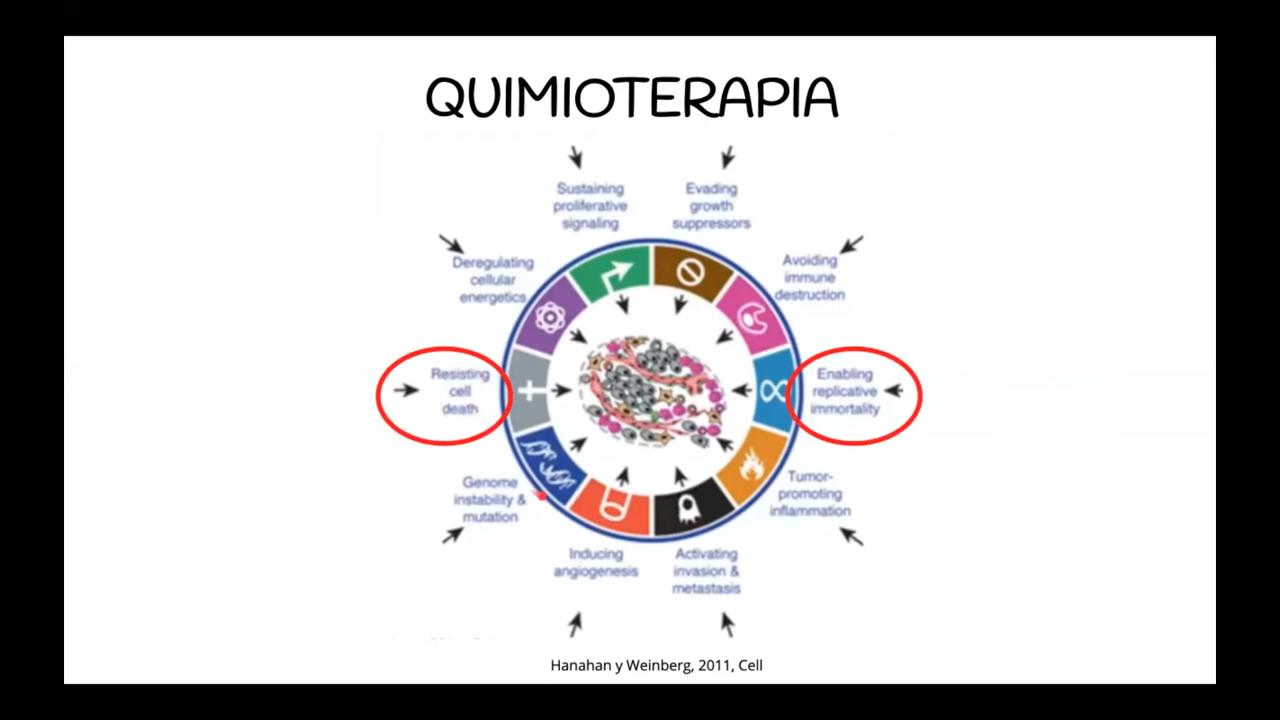 QUIMIOTERAPIA
Sustaining
proliferative
signaling
Evading
growth
suppressors
Deregulating
cellular
energetics
Avoiding
immune
destruction
Resisting
cell
death
Enabling
replicative
immortality
Genome
instability &
mutation
Tumor-
promoting
inflammation
Inducing
angiogenesis
Activating
invasion &
metastasis
Hanahan y Weinberg, 2011, Cell